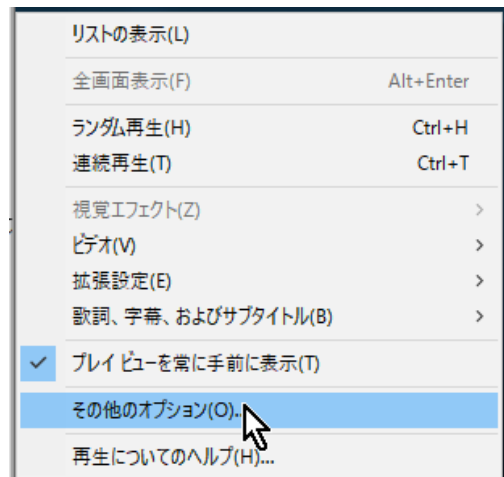 リストの表示(L)
全画面表示(F) Alt+Enter
ランダム再生(H) Ctrl+H
連続再生(T) Ctrl+T
視覚エフェクト(Z) >
ビデオ(V) >
拡張設定(E) >
歌詞、字幕、およびサブタイトル(B) >
プレイ ビューを常に手前に表示(T)
その他のオプション(O)...
再生についてのヘルプ(H)...